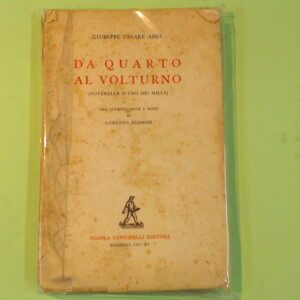 GIUSEPPE CESARE ABBA
DA QUARTO
AL VOLTURNO
(NOTERELLE D'UNO DEI MILLE)
CON INTRODUZIONE E NOTE
DI
LORENZO BIANCHI
NICOLA ZANICHELLI EDITORE
BOLOGNA